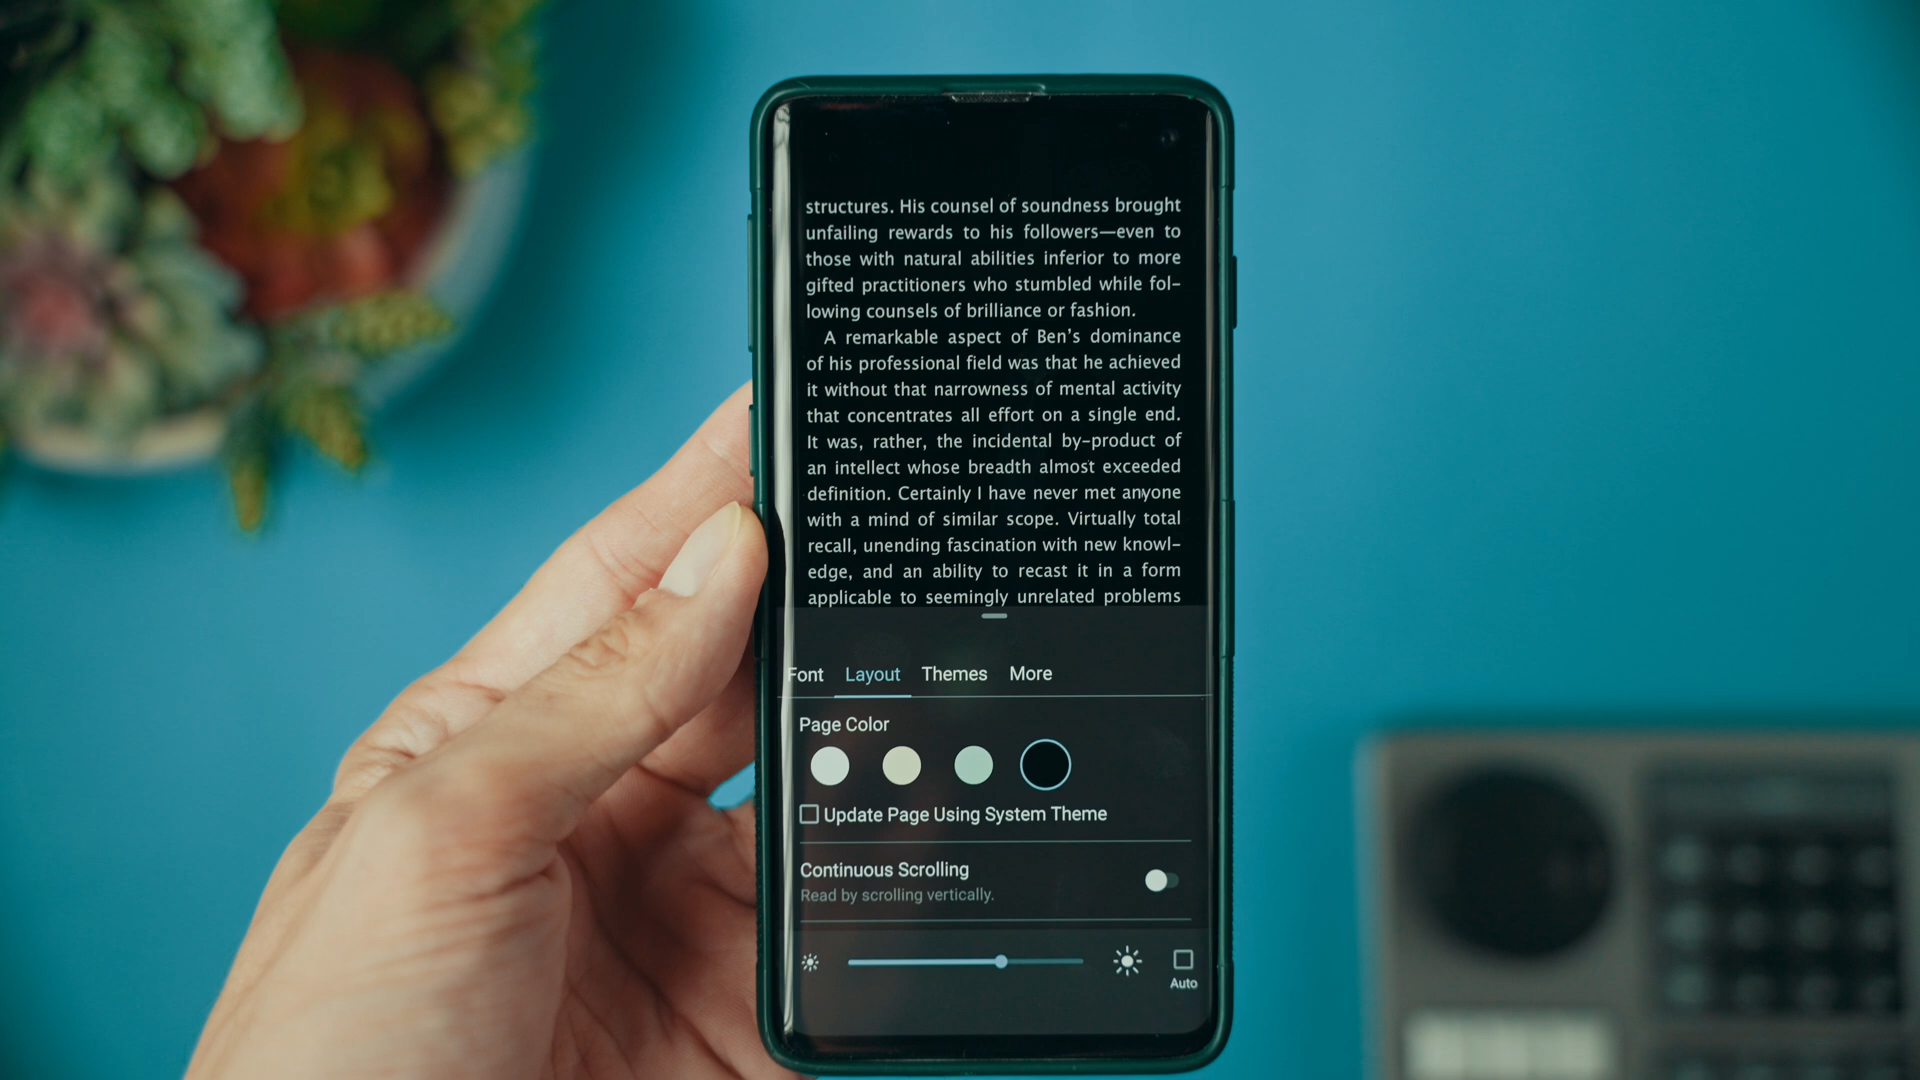 structures. His counsel of soundness brought
unfailing rewards to his followers—even to
those with natural abilities inferior to more
gifted practitioners who stumbled while fol-
lowing counsels of brilliance or fashion.
A remarkable aspect of Ben's dominance
of his professional field was that he achieved
it without that narrowness of mental activity
that concentrates all effort on a single end.
It was, rather, the incidental by-product of
an intellect whose breadth almost exceeded
definition. Certainly I have never met anyone
with a mind of similar scope. Virtually total
recall, unending fascination with new knowl-
edge, and an ability to recast it in a form
applicable to seemingly unrelated problems
Font Layout Themes More
Page Color
Update Page Using System Theme
Continuous Scrolling
Read by scrolling vertically.
Auto